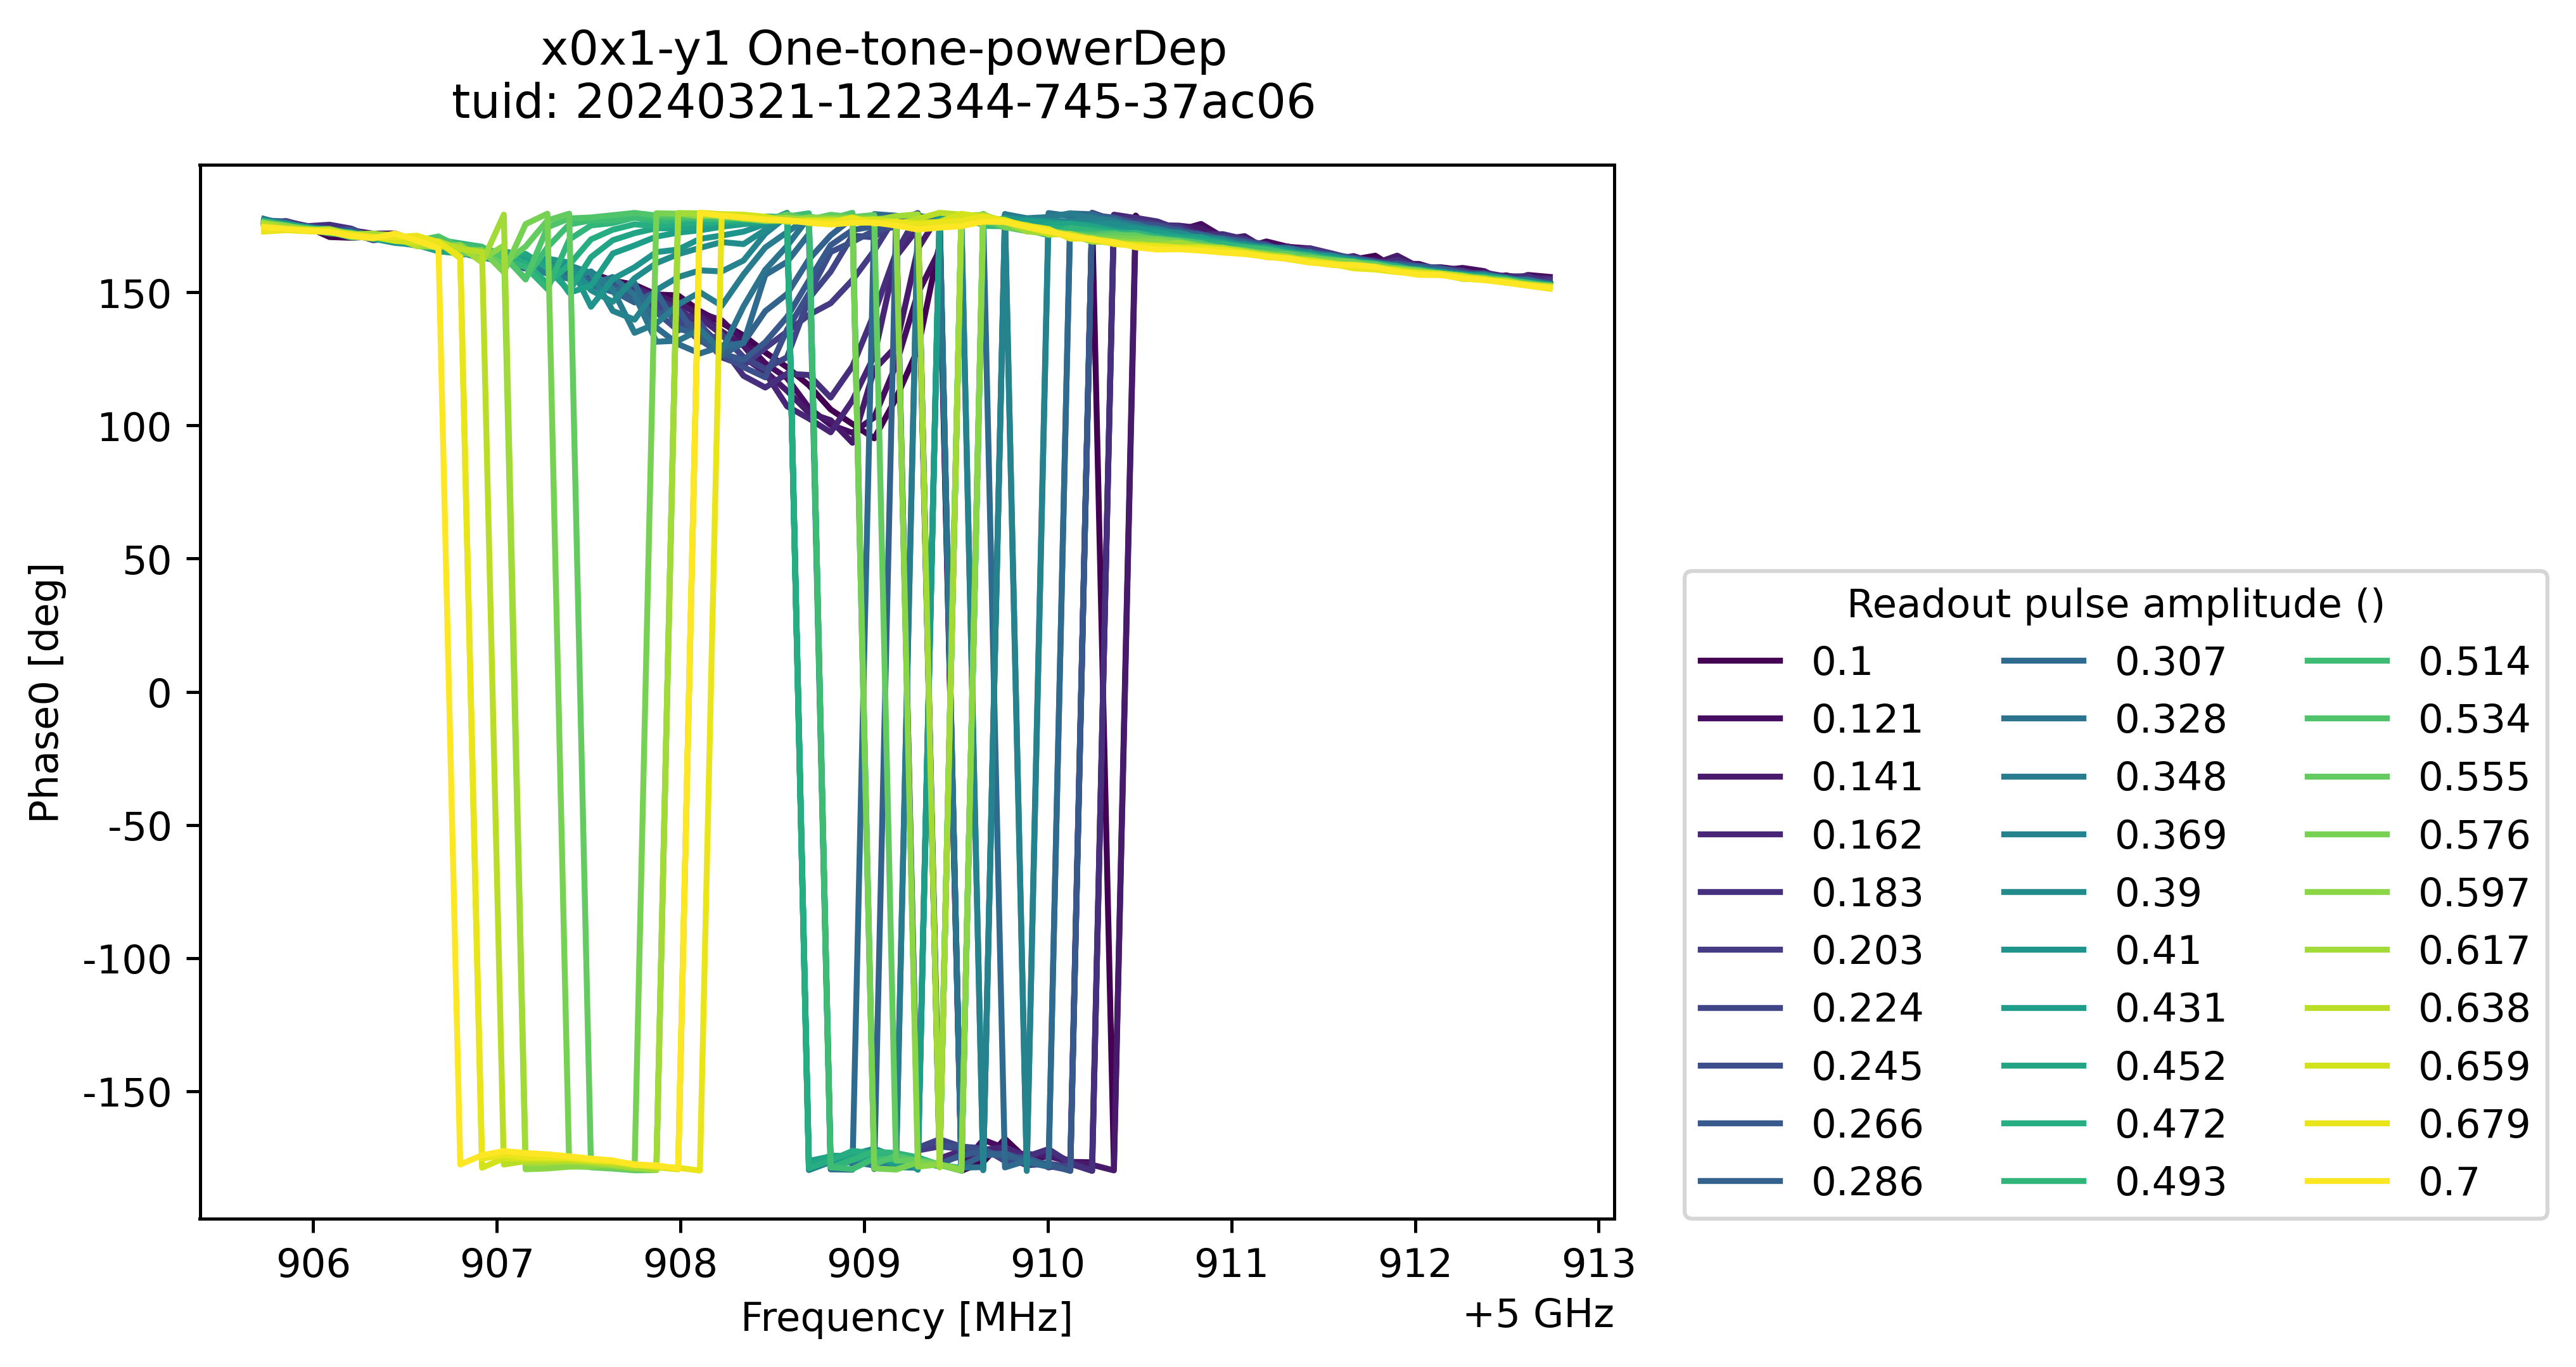 x0x1-y1 One-tone-powerDep
tuid: 20240321-122344-745-37ac06
Phase0 [deg]
150
100
50
0
-50
-100
-150
906 907 908 909 910 911 912 913
Frequency [MHz]
+5 GHz
Readout pulse amplitude ()
0.1 0.307 0.514
0.121 0.328 0.534
0.141 0.348 0.555
0.162 0.369 0.576
0.183 0.39 0.597
0.203 0.41 0.617
0.224 0.431 0.638
0.245 0.452 0.659
0.266 0.472 0.679
0.286 0.493 0.7